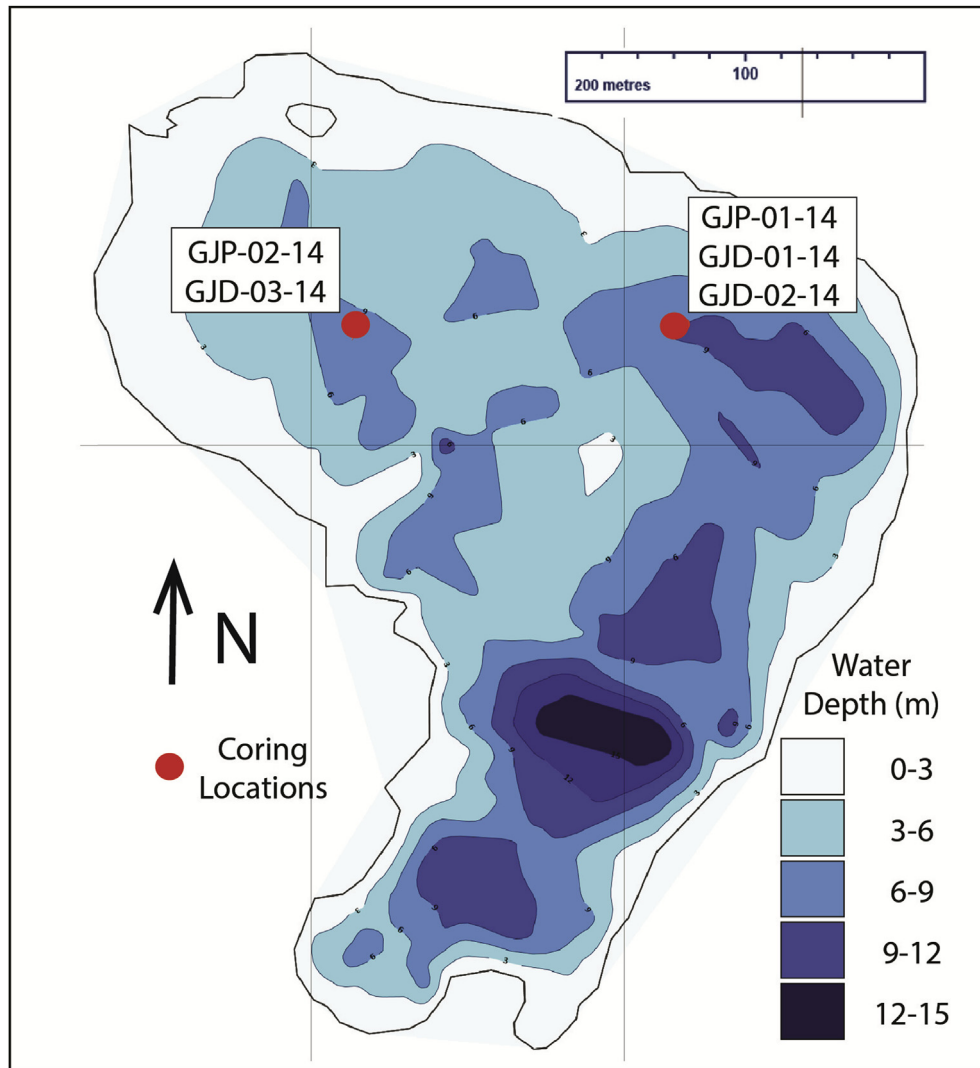 100
200 metres
GJP-02-14
GJD-03-14
GJP-01-14
GJD-01-14
GJD-02-14
N
Coring
Locations
Water
Depth (m)
0-3
3-6
6-9
9-12
12-15